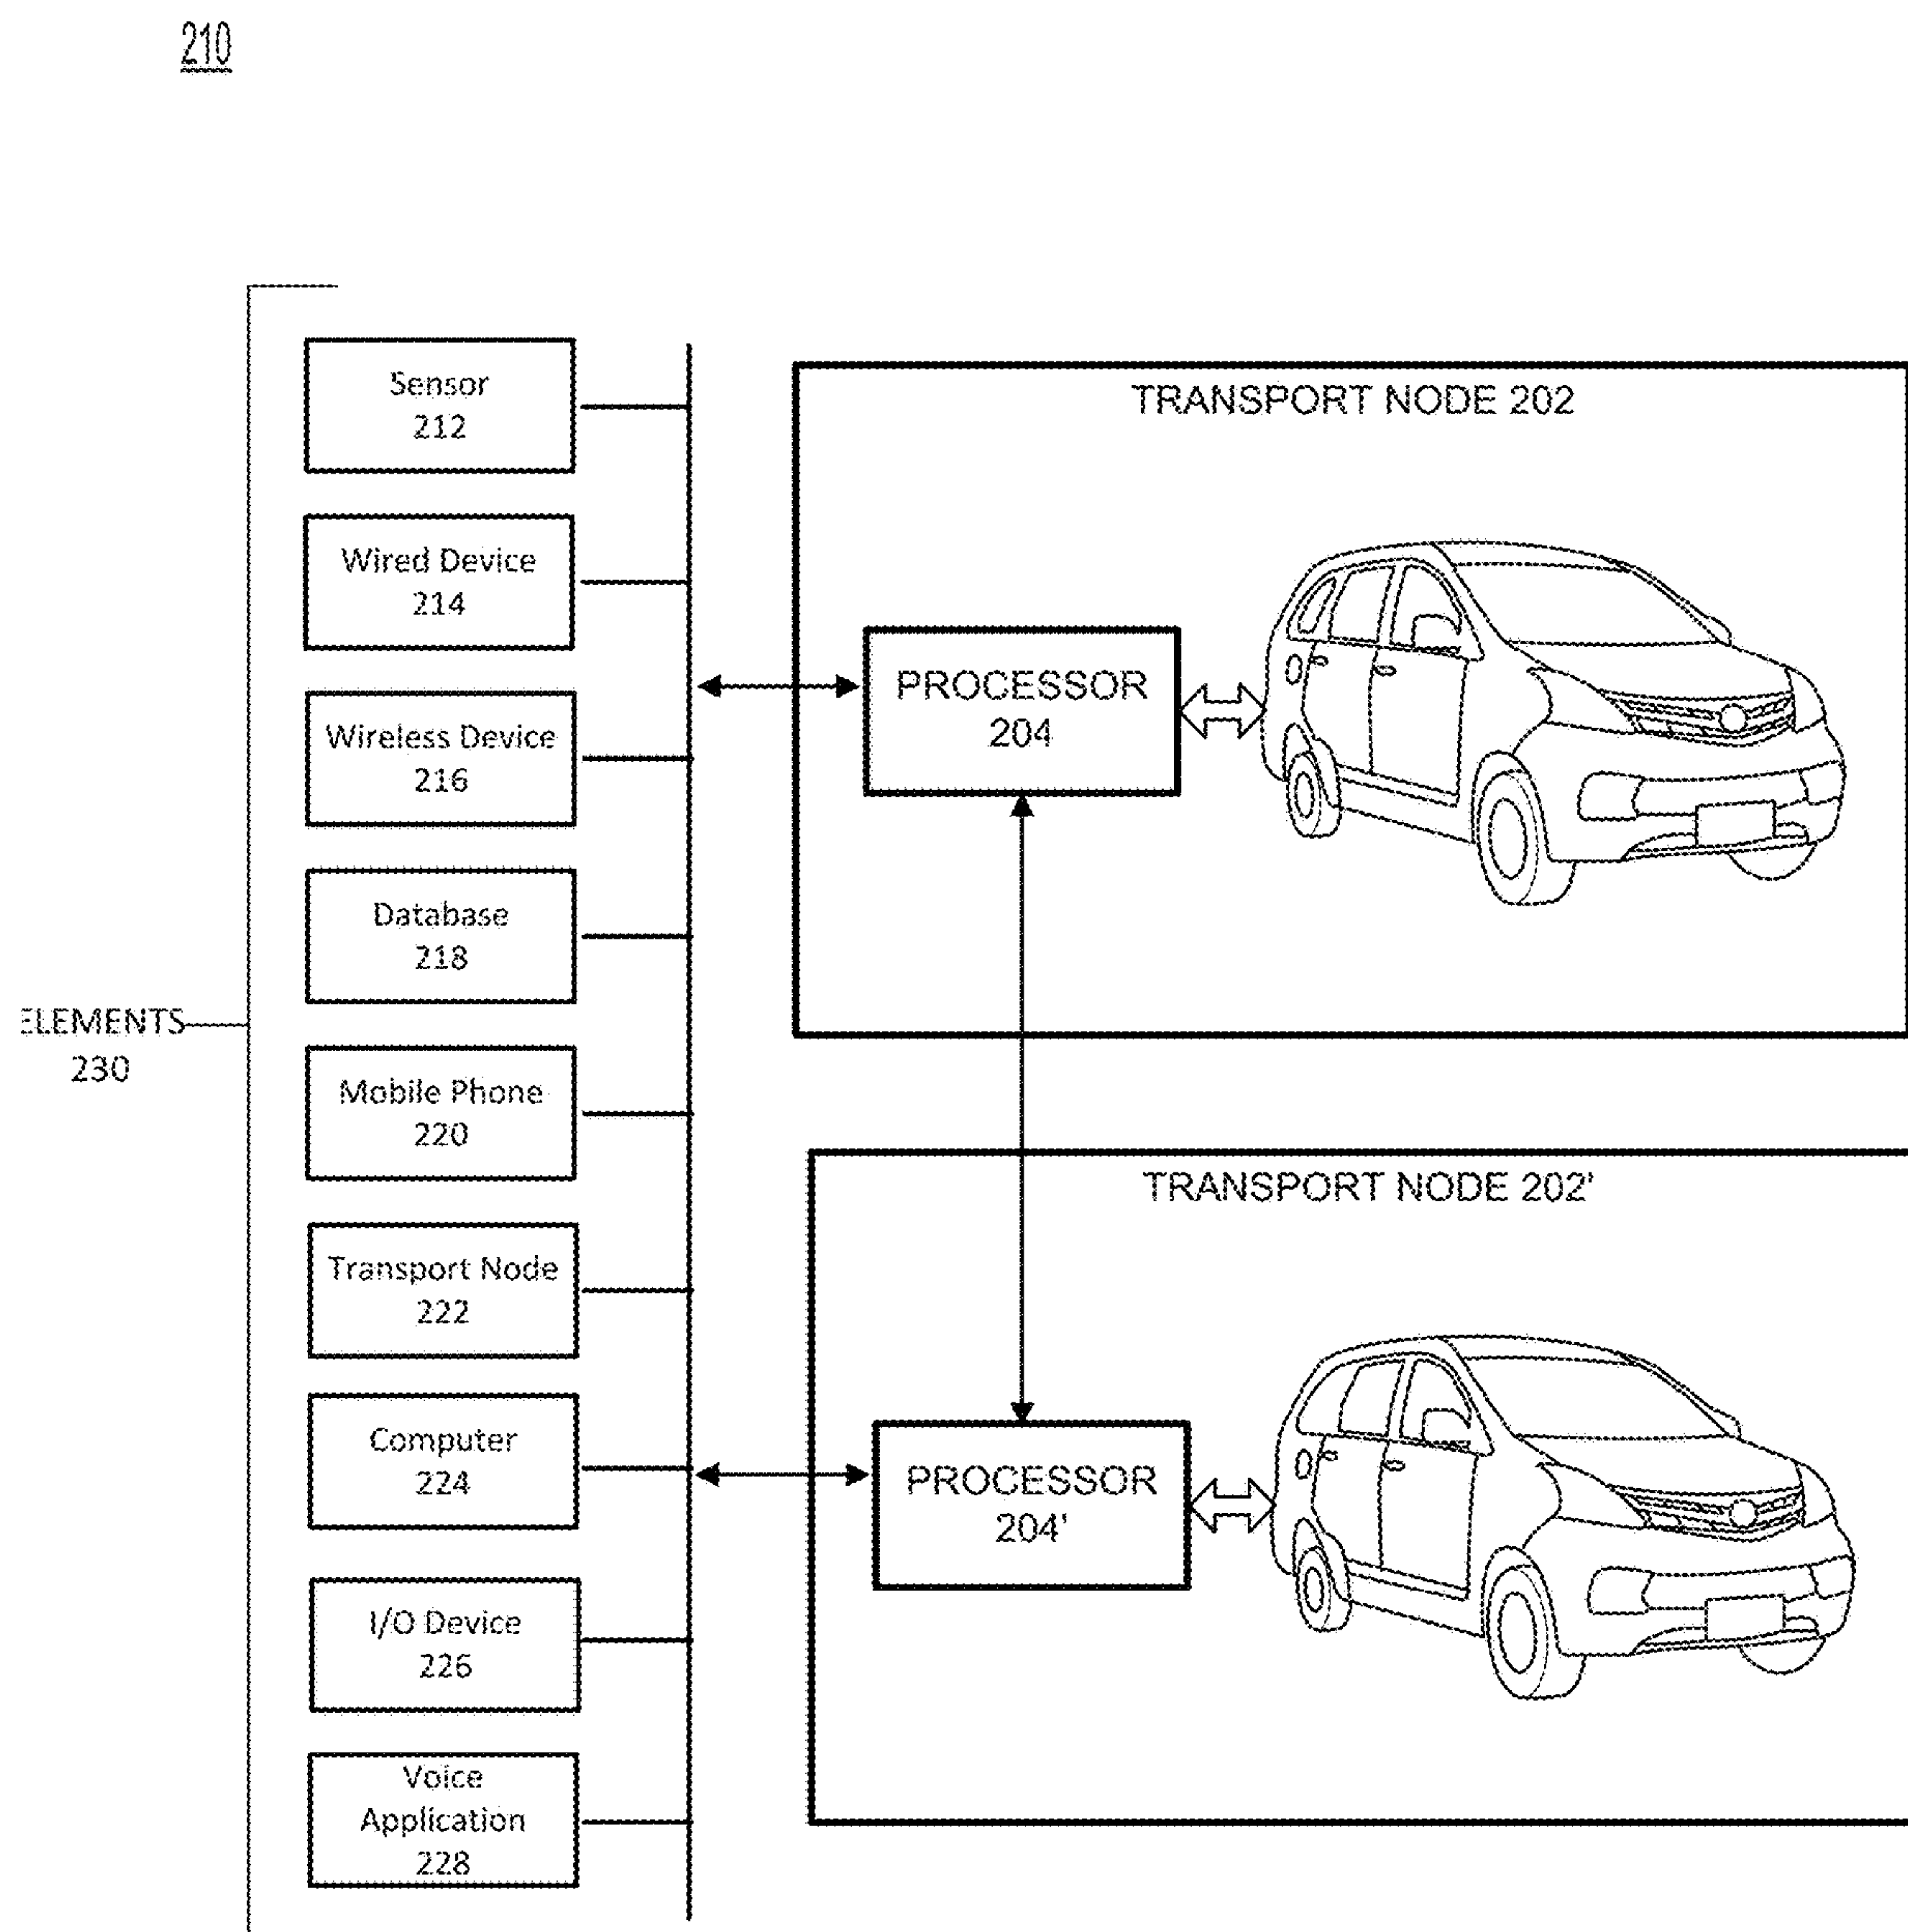 210
Sensor
212
Wired Device
214
Wireless Device
216
Database
218
Mobile Phone
220
Transport Node
222
Computer
224
I/O Device
226
Voice
Application
228
ELEMENTS
230
TRANSPORT NODE 202
PROCESSOR
204
TRANSPORT NODE 202'
PROCESSOR
204'